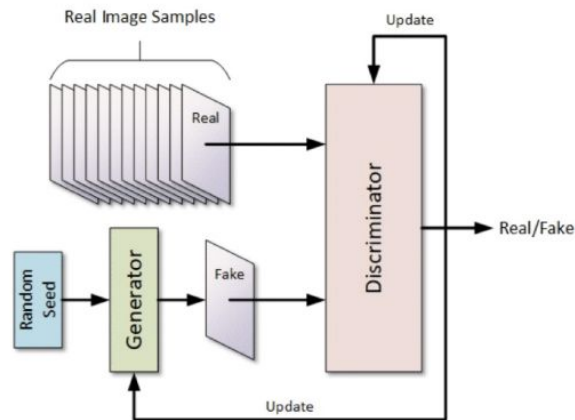 Real Image Samples
Update
Real
Discriminator
Real/Fake
Random
Seed
Generator
Fake
Update